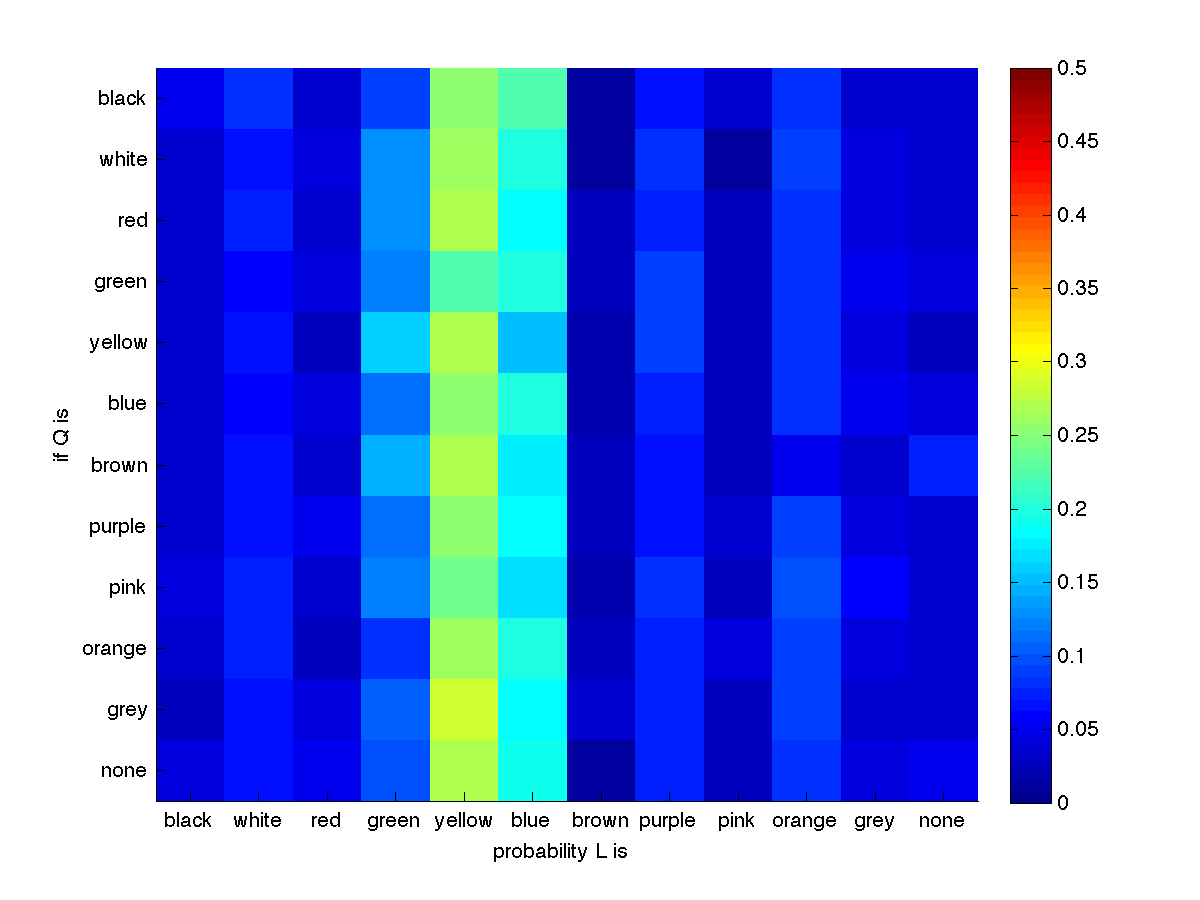 black
white
red
green
yellow
blue
brown
purple
pink
orange
grey
none
if Q is
black white red green yellow blue brown purple pink orange grey none
probability L is
0.5
0.45
0.4
0.35
0.3
0.25
0.2
0.15
0.1
0.05
0